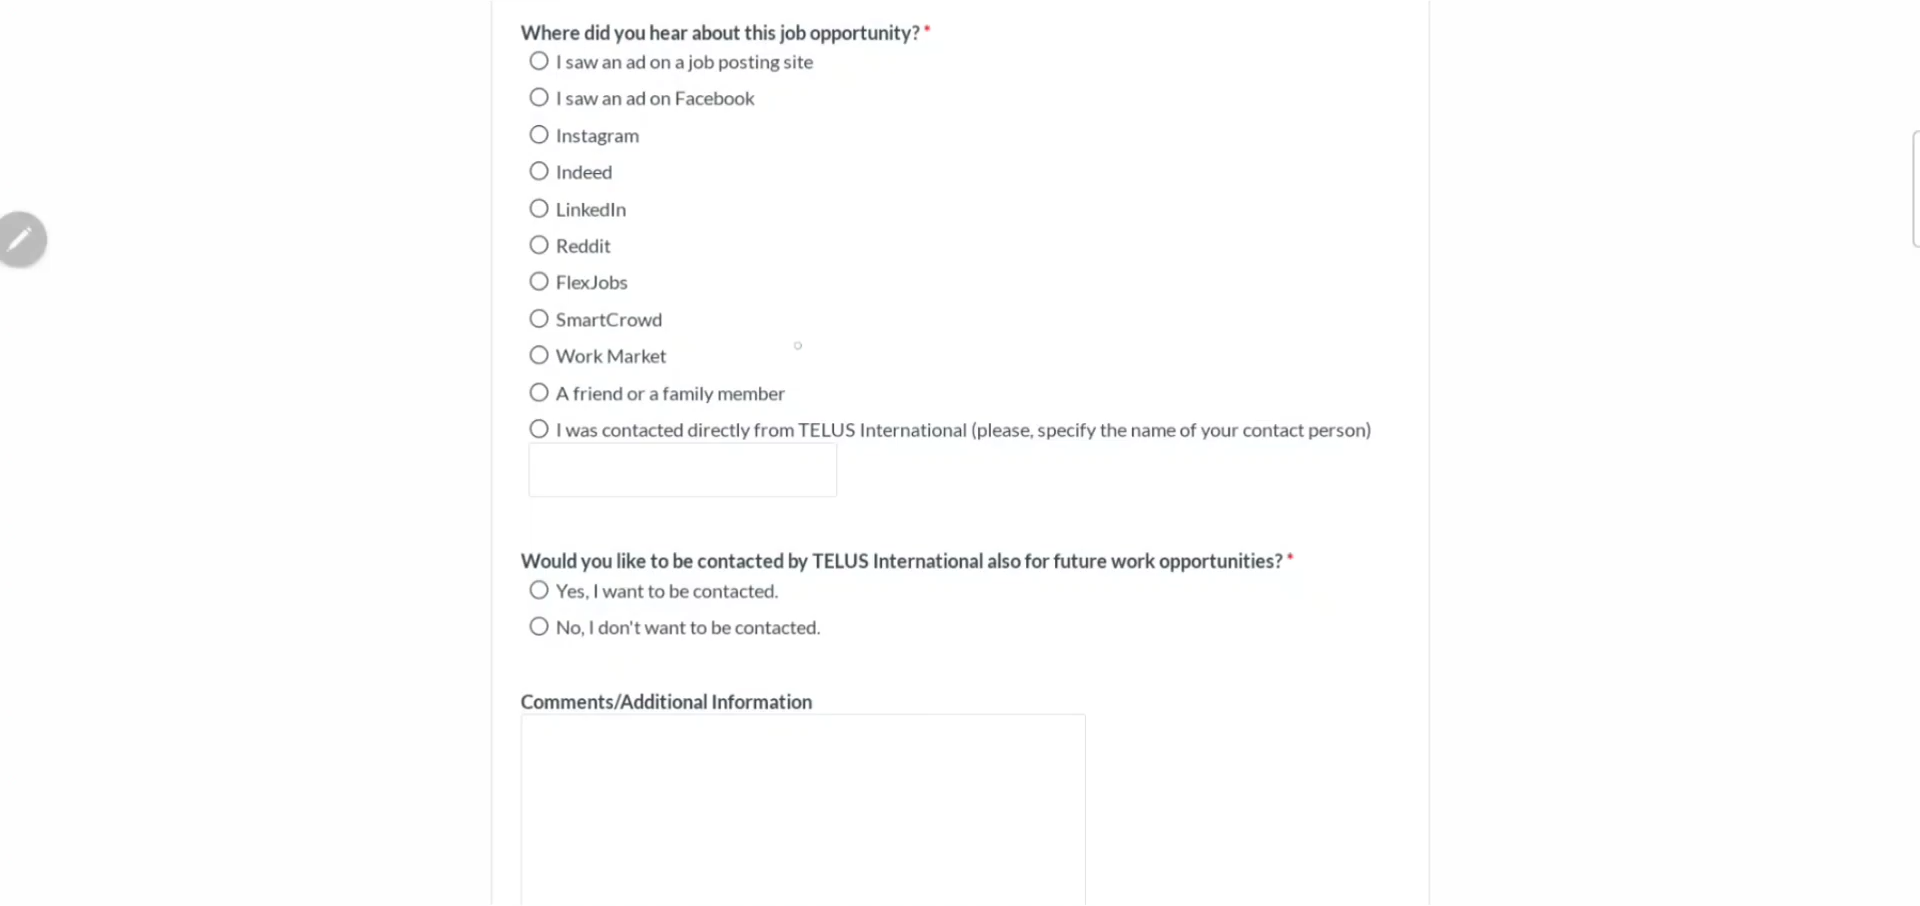 Where did you hear about this job opportunity? *
I saw an ad on a job posting site
I saw an ad on Facebook
Instagram
Indeed
LinkedIn
Reddit
FlexJobs
SmartCrowd
Work Market
A friend or a family member
I was contacted directly from TELUS International (please, specify the name of your contact person)
Would you like to be contacted by TELUS International also for future work opportunities? *
Yes, I want to be contacted.
No, I don't want to be contacted.
Comments/Additional Information